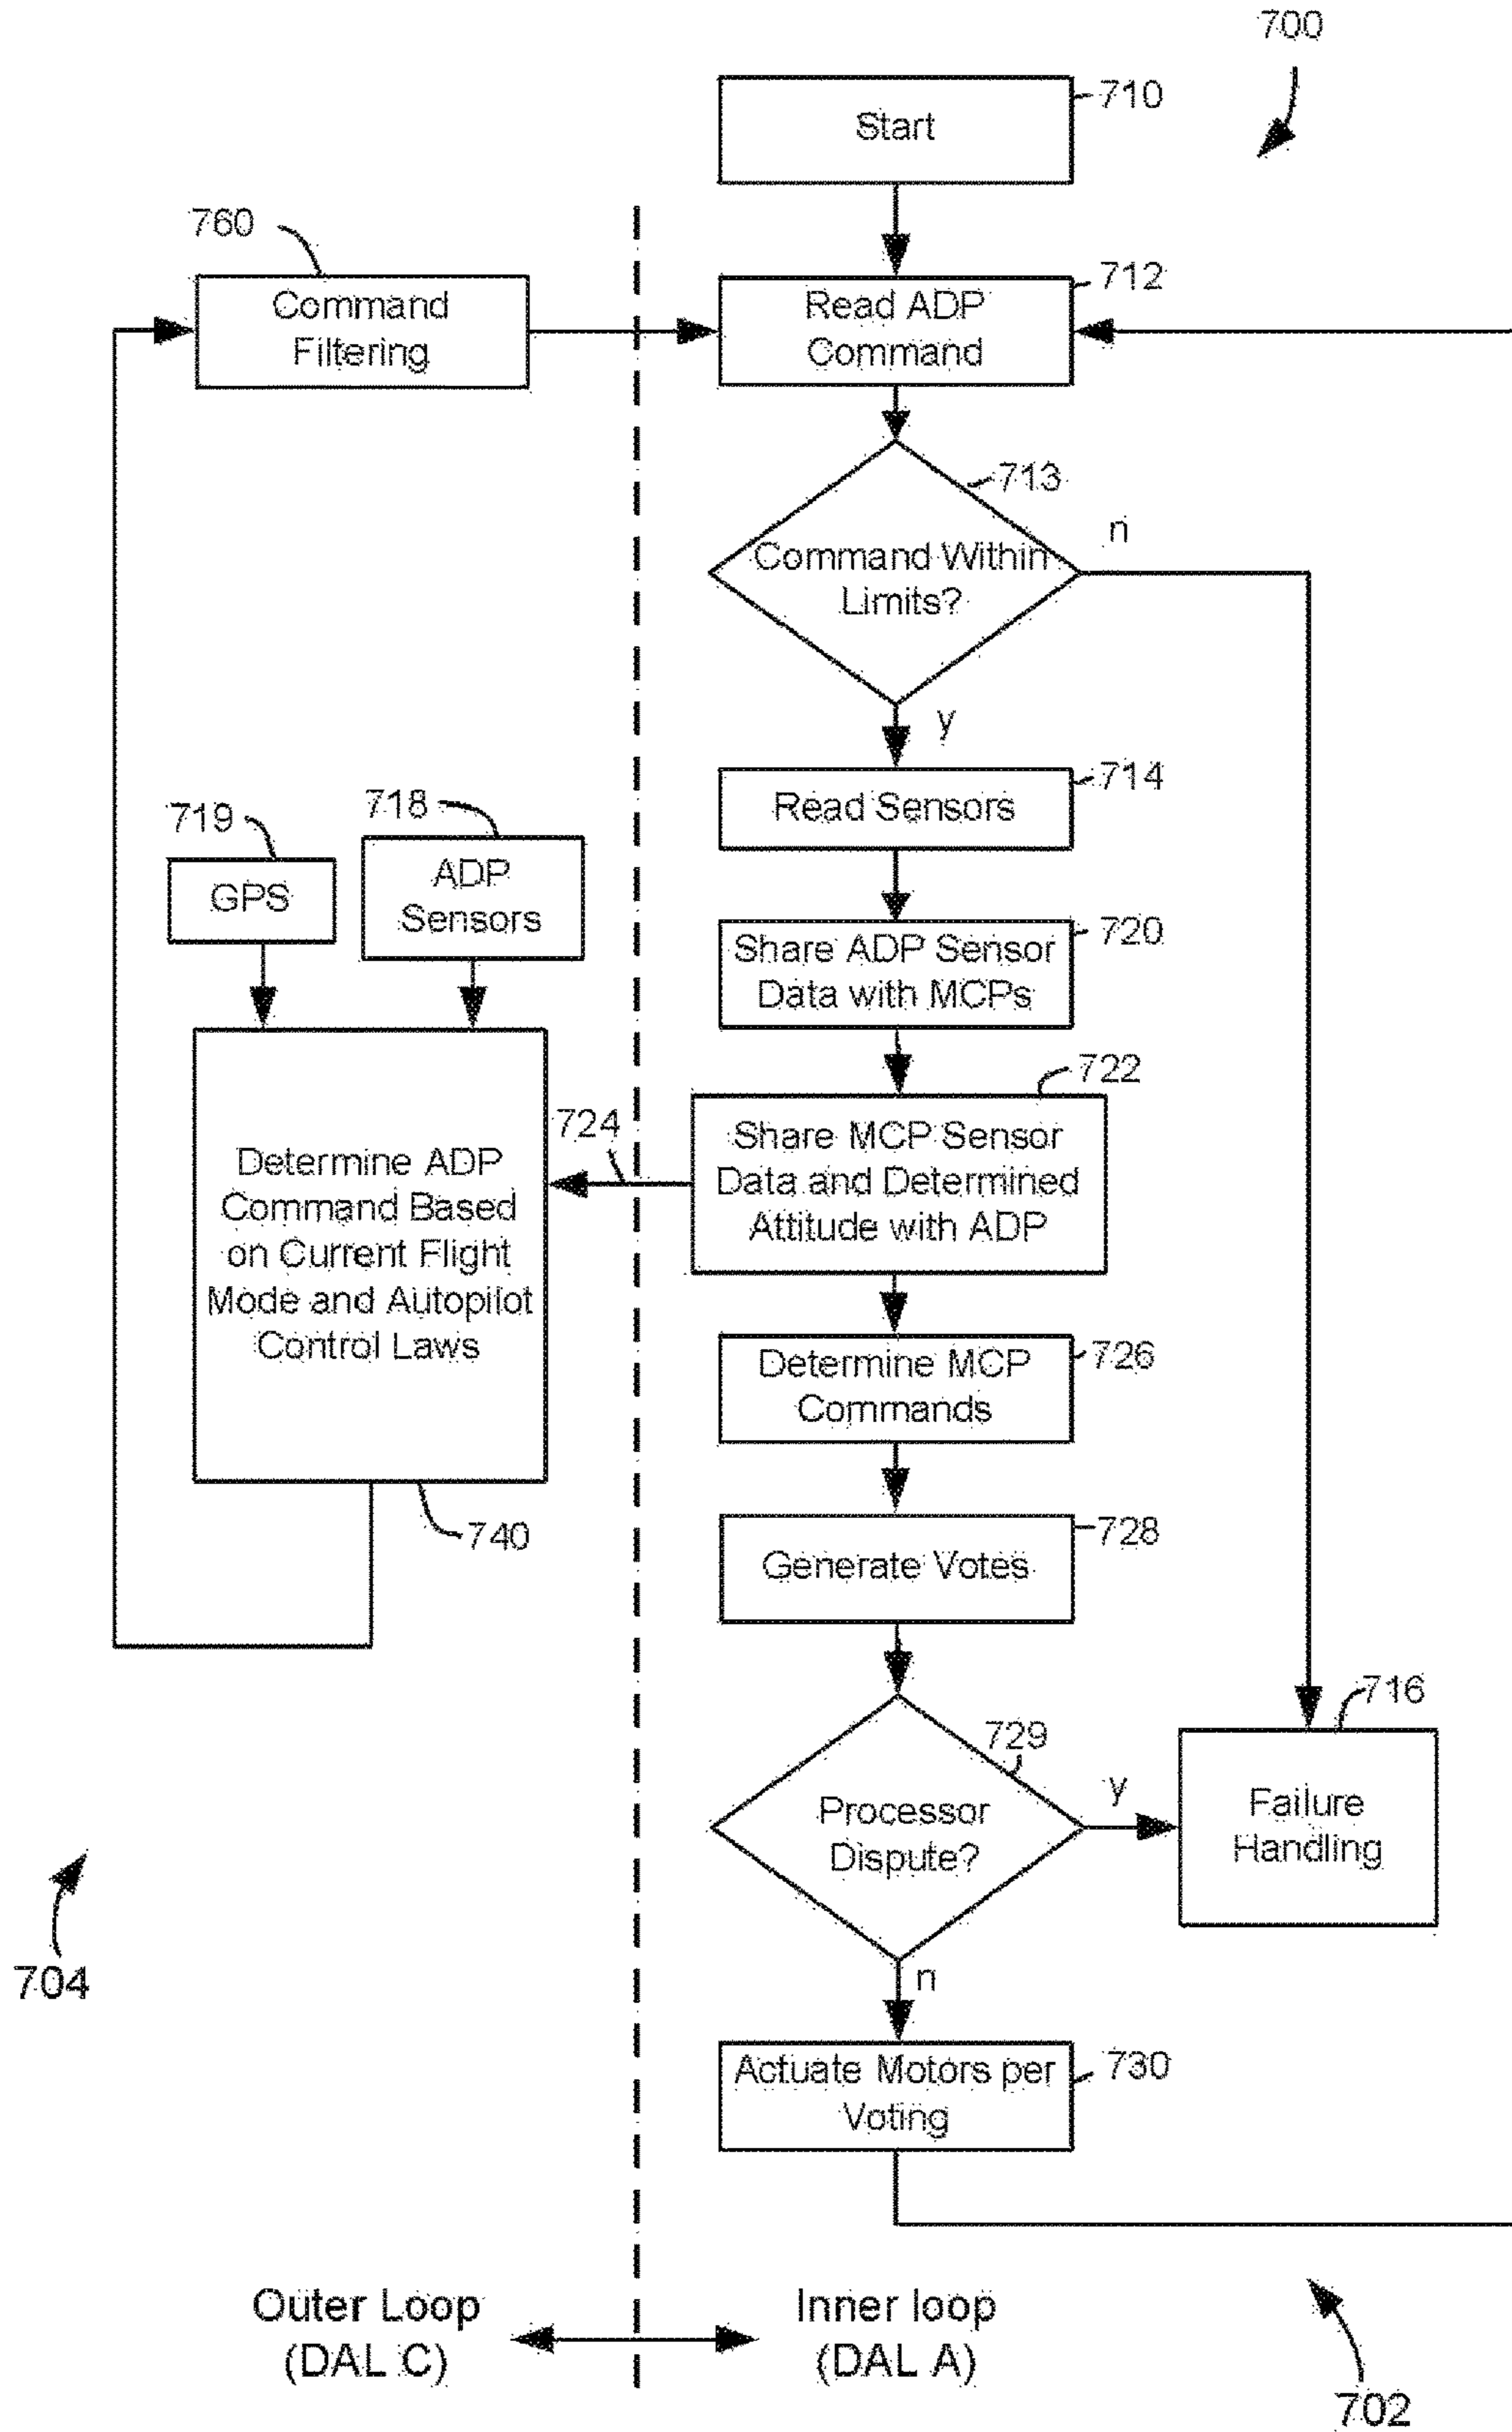 700
710
Start
760
Command
Filtering
712
Read ADP
Command
713
n
Command Within
Limits?
y
714
Read Sensors
719
GPS
718
ADP
Sensors
720
Share ADP Sensor
Data with MCPs
722
Share MCP Sensor
Data and Determined
Attitude with ADP
724
Determine ADP
Command Based
on Current Flight
Mode and Autopilot
Control Laws
740
726
Determine MCP
Commands
728
Generate Votes
729
Processor
Dispute?
y
716
Failure
Handling
n
704
730
Actuate Motors per
Voting
Outer Loop
(DAL C)
Inner loop
(DAL A)
702